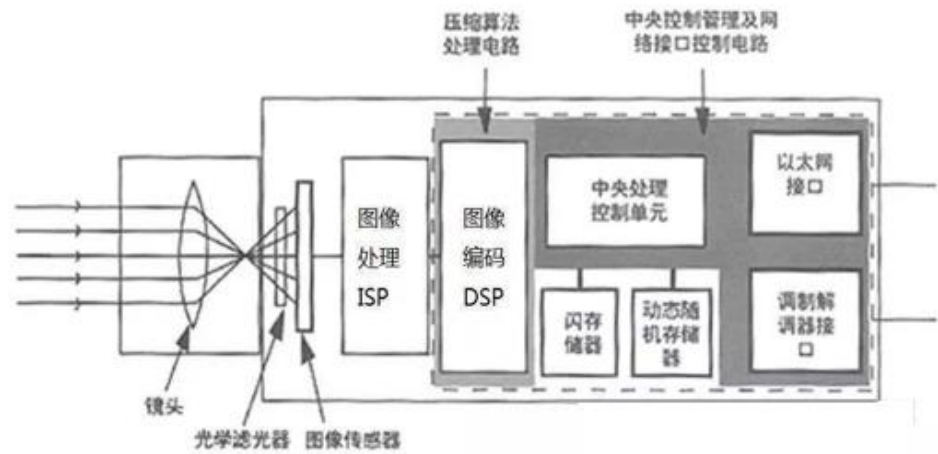 压缩算法
处理电路
中央控制管理及网
络接口控制电路
图像
处理
ISP
图像
编码
DSP
中央处理
控制单元
以太网
接口
闪存
储器
动态随
机存储
器
调制解
调器接
口
镜头
光学滤光器
图像传感器